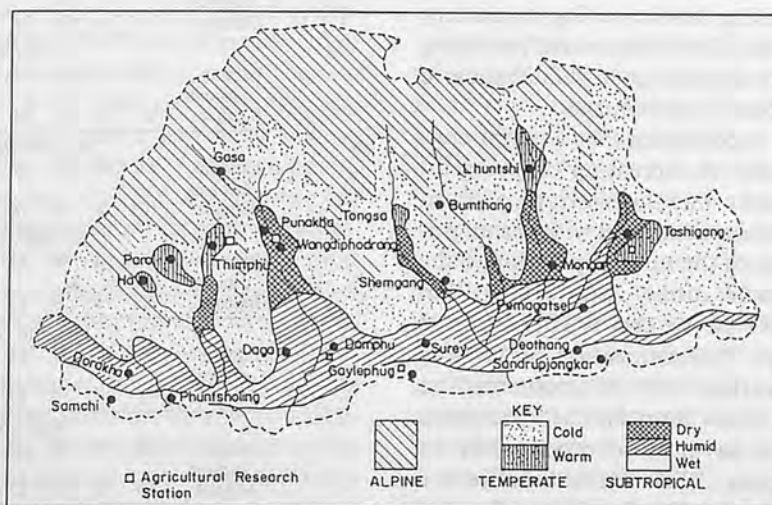 Gasa
Lhuntshi
Bumthang
Punakha
Tongsa
Tashigang
Wangdiphodrang
Paro
Thimphu
Ha
Mongar
Shemgang
Pemagatsel
Daga
Damphu
Surey
Deothang
Dorokha
Gaylephug
Sandrupjongkar
Samchi
Phuntsholing
KEY
Cold
Dry
Warm
Humid
Wet
Agricultural Research
Station
ALPINE
TEMPERATE
SUBTROPICAL